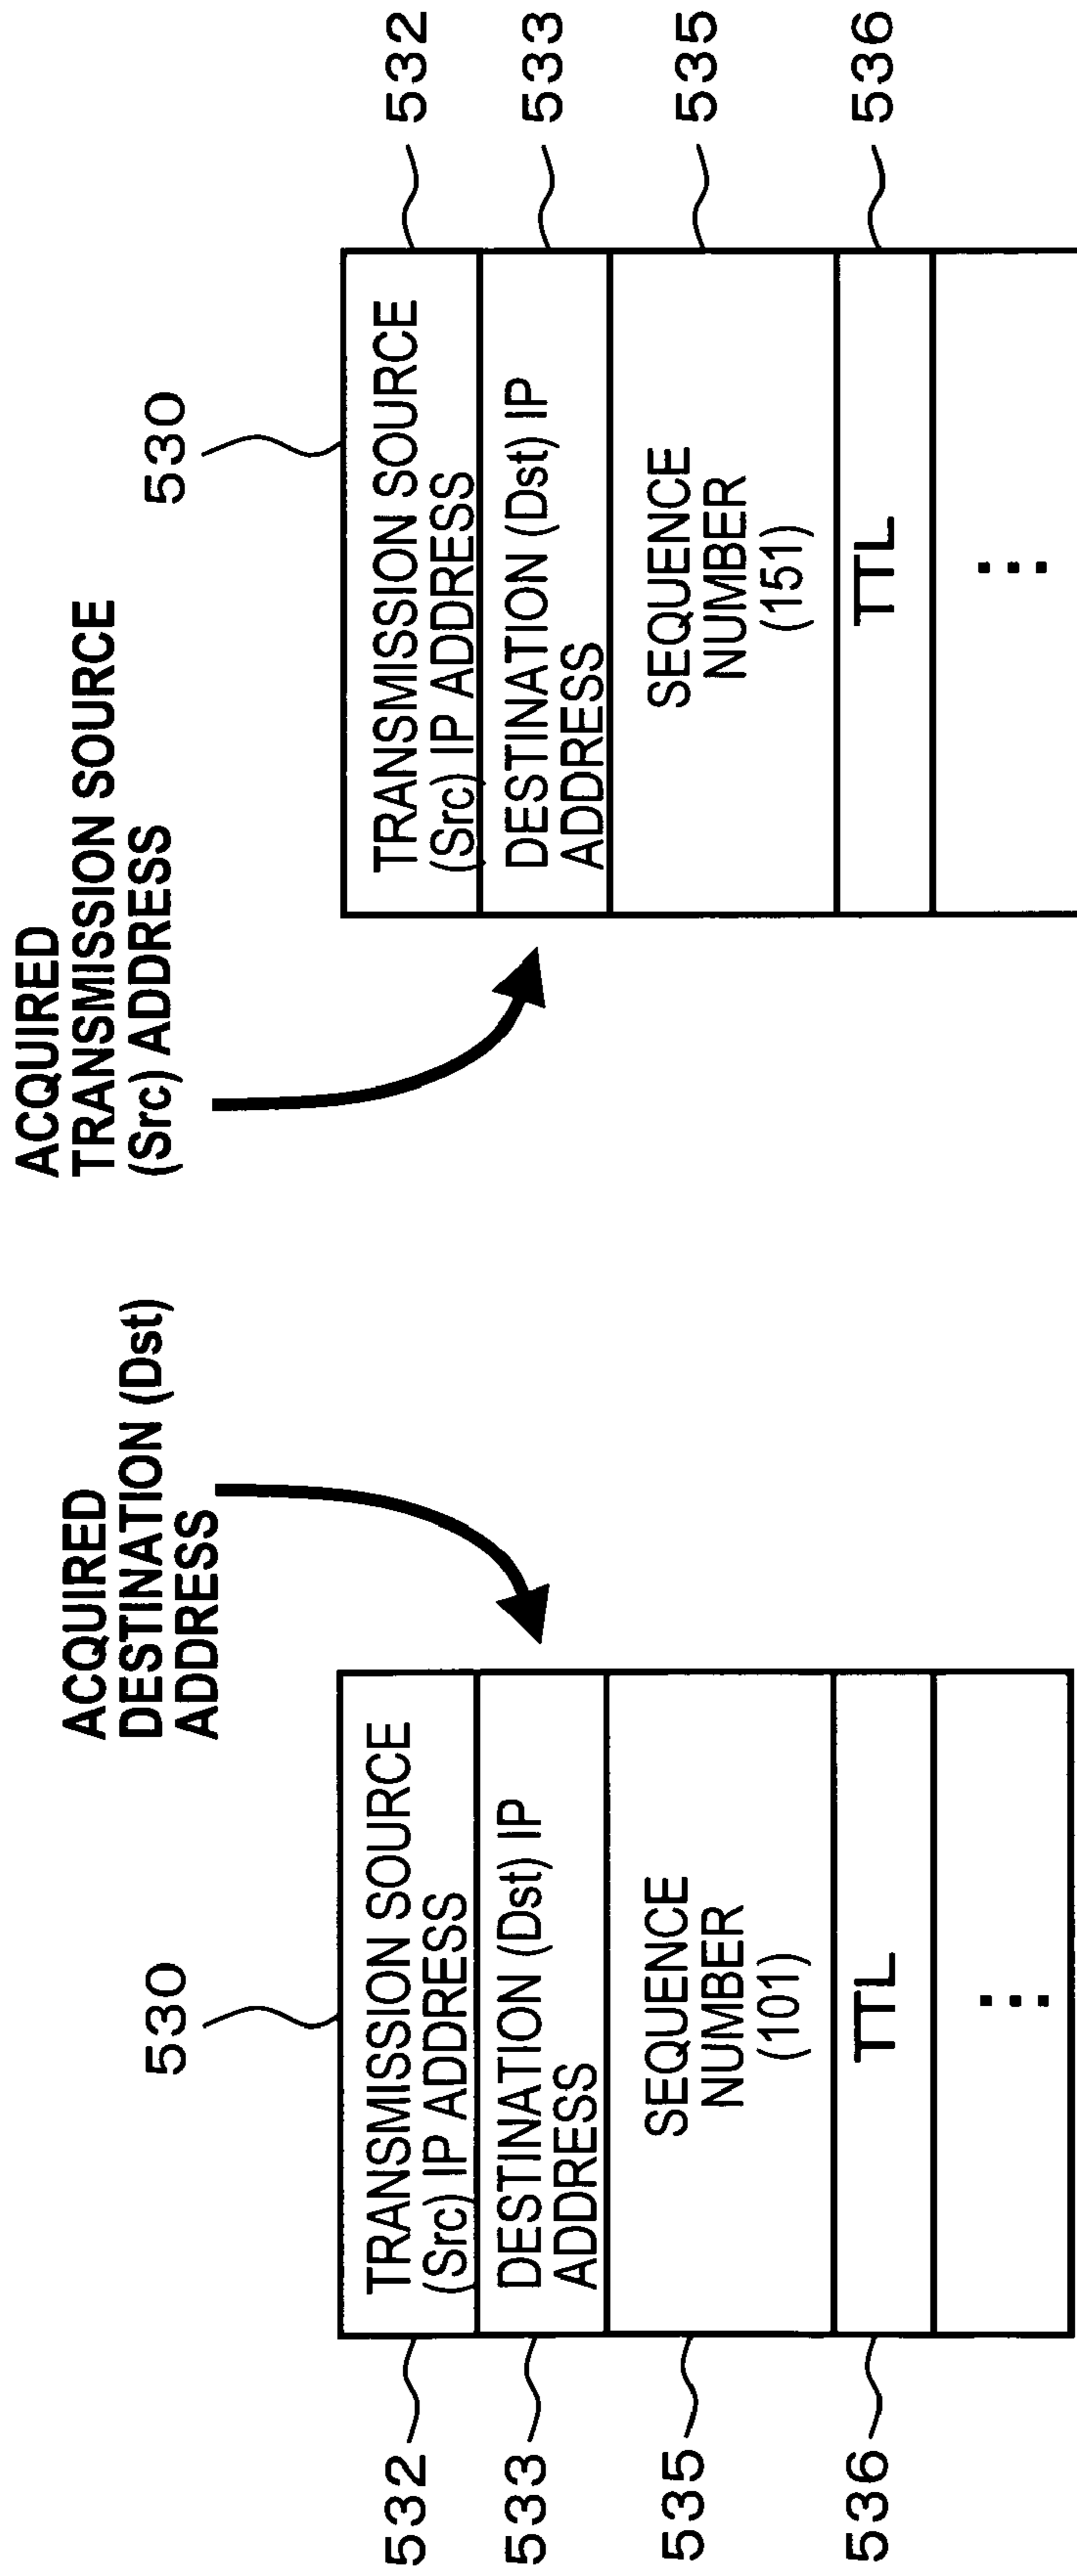 ACQUIRED
DESTINATION (Dst)
ADDRESS
530
532
TRANSMISSION SOURCE
(Src) IP ADDRESS
533
DESTINATION (Dst) IP
ADDRESS
535
SEQUENCE
NUMBER
(101)
536
TTL
⋮
ACQUIRED
TRANSMISSION SOURCE
(Src) ADDRESS
530
TRANSMISSION SOURCE
(Src) IP ADDRESS
532
DESTINATION (Dst) IP
ADDRESS
533
SEQUENCE
NUMBER
(151)
535
TTL
536
⋮